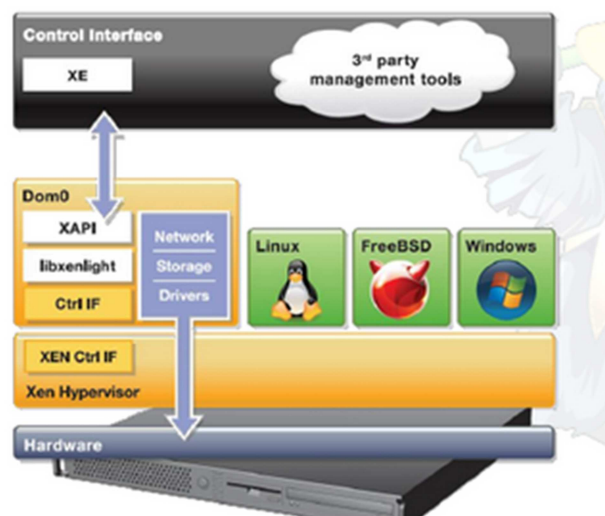 Control Interface
XE
3rd party
management tools
Dom0
XAPI
libxenlight
Ctrl IF
Network
Storage
Drivers
Linux
FreeBSD
Windows
XEN Ctrl IF
Xen Hypervisor
Hardware